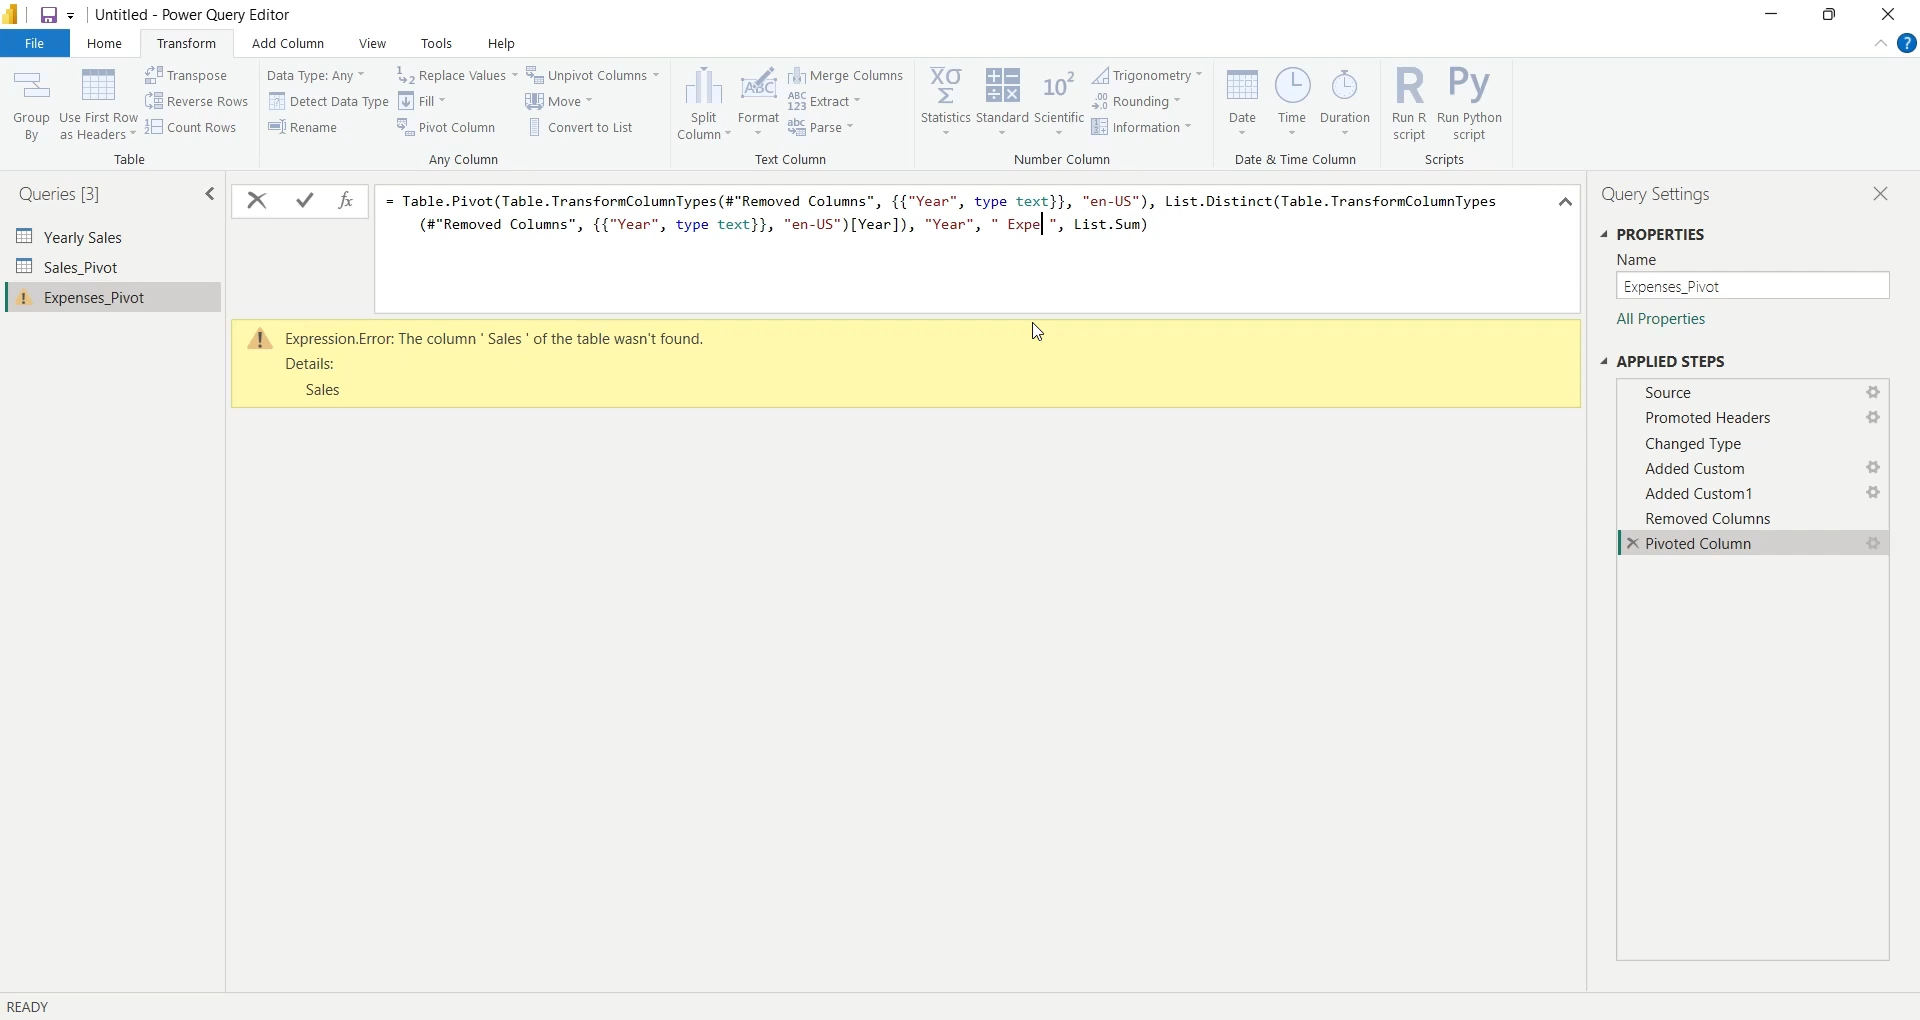 Untitled - Power Query Editor
File Home Transform Add Column View Tools Help
Group By
Use First Row as Headers
Transpose
Reverse Rows
Count Rows
Table
Data Type: Any
Detect Data Type
Rename
Replace Values
Fill
Pivot Column
Unpivot Columns
Move
Convert to List
Any Column
Split Column
Format
Merge Columns
Extract
Parse
Text Column
Statistics
Standard
Scientific
Trigonometry
Rounding
Information
Number Column
Date
Time
Duration
Date & Time Column
Run R script
Run Python script
Scripts
Queries [3]
Yearly Sales
Sales_Pivot
Expenses_Pivot
= Table.Pivot(Table.TransformColumnTypes(#"Removed Columns", {{"Year", type text}}, "en-US"), List.Distinct(Table.TransformColumnTypes
(#"Removed Columns", {{"Year", type text}}, "en-US")[Year]), "Year", " Expe ", List.Sum)
Expression.Error: The column ' Sales ' of the table wasn't found.
Details:
Sales
Query Settings
PROPERTIES
Name
Expenses_Pivot
All Properties
APPLIED STEPS
Source
Promoted Headers
Changed Type
Added Custom
Added Custom1
Removed Columns
Pivoted Column
READY